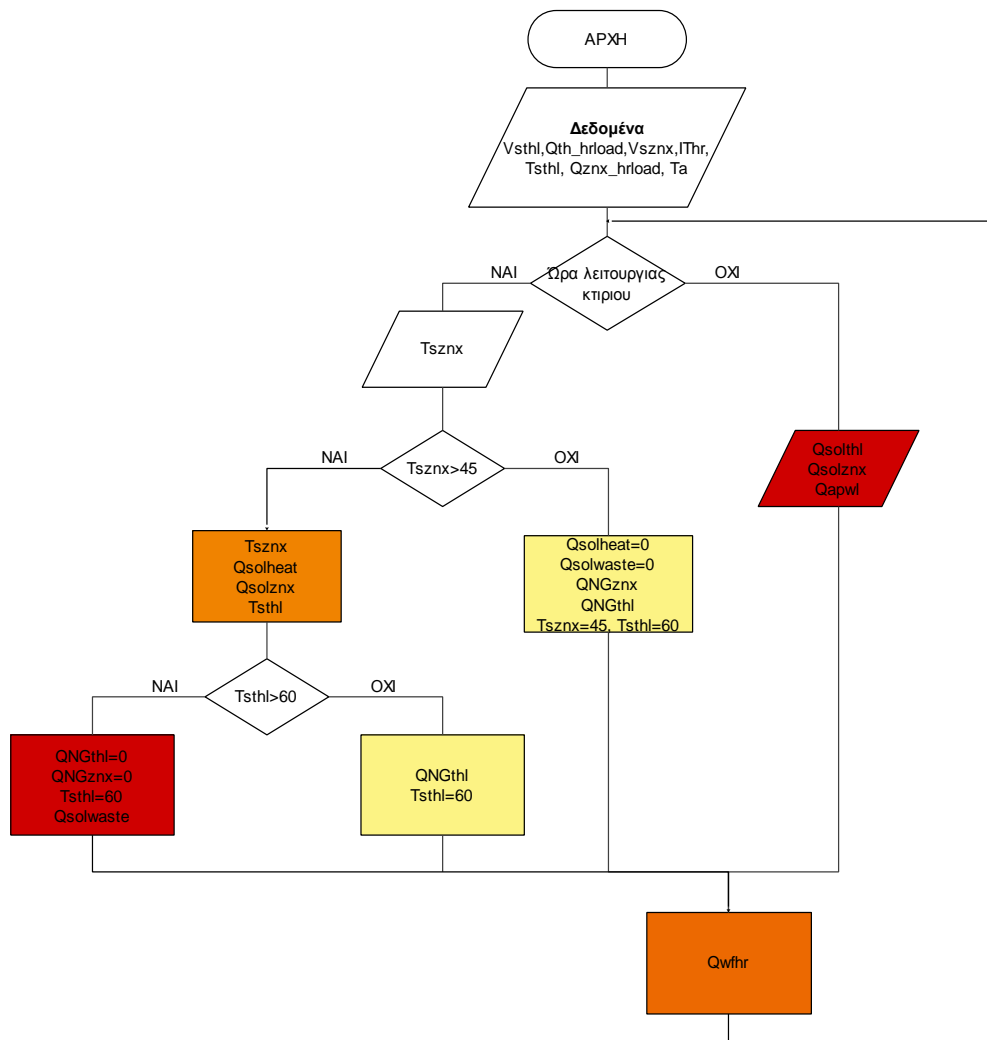 ΑΡΧΗ
Δεδομένα
Vsthl,Qth_hrload,Vsznx,IThr,
Tsthl, Qznx_hrload, Ta
ΝΑΙ
Ώρα λειτουργιας
κτιριου
ΟΧΙ
Tsznx
ΝΑΙ
Tsznx>45
ΟΧΙ
Qsolthl
Qsolznx
Qapwl
Tsznx
Qsolheat
Qsolznx
Tsthl
Qsolheat=0
Qsolwaste=0
QNGznx
QNGthl
Tsznx=45, Tsthl=60
ΝΑΙ
Tsthl>60
ΟΧΙ
QNGthl=0
QNGznx=0
Tsthl=60
Qsolwaste
QNGthl
Tsthl=60
Qwfhr